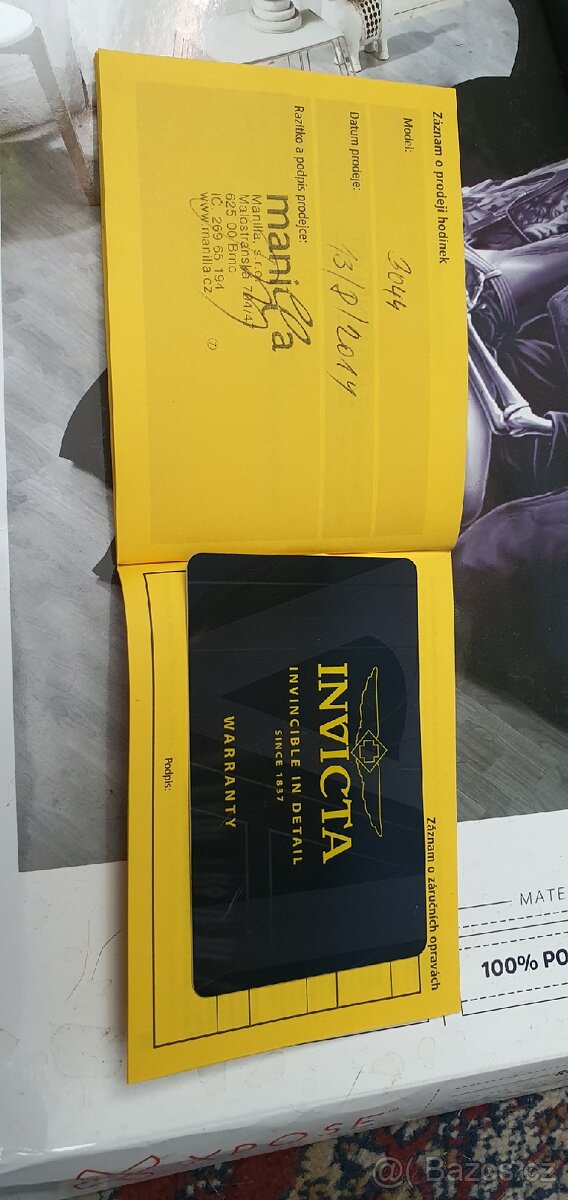 Záznam o prodeji hodinek
Model:
3044
Datum prodeje:
13/8/2014
Razítko a podpis prodejce:
manilla
Manilla, s.r.o.
Malostranská 704/4
625 00 Brno
IČ: 269 65 194
www.manilla.cz
7
Záznam o záručních opravách
INVICTA
INVINCIBLE IN DETAIL
SINCE 1837
WARRANTY
Podpis:
MATE
100% PO
XPOSE
Bazos.cz